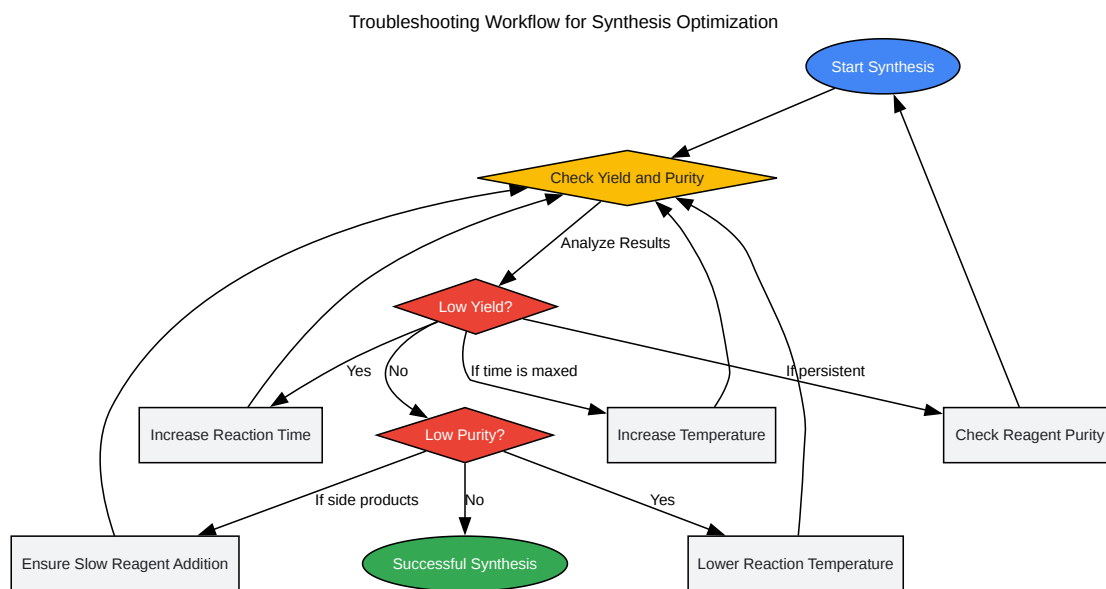 Troubleshooting Workflow for Synthesis Optimization
Start Synthesis
Check Yield and Purity
Analyze Results
Low Yield?
Yes
No
If time is maxed
If persistent
Increase Reaction Time
Low Purity?
Increase Temperature
Check Reagent Purity
If side products
No
Yes
Ensure Slow Reagent Addition
Successful Synthesis
Lower Reaction Temperature